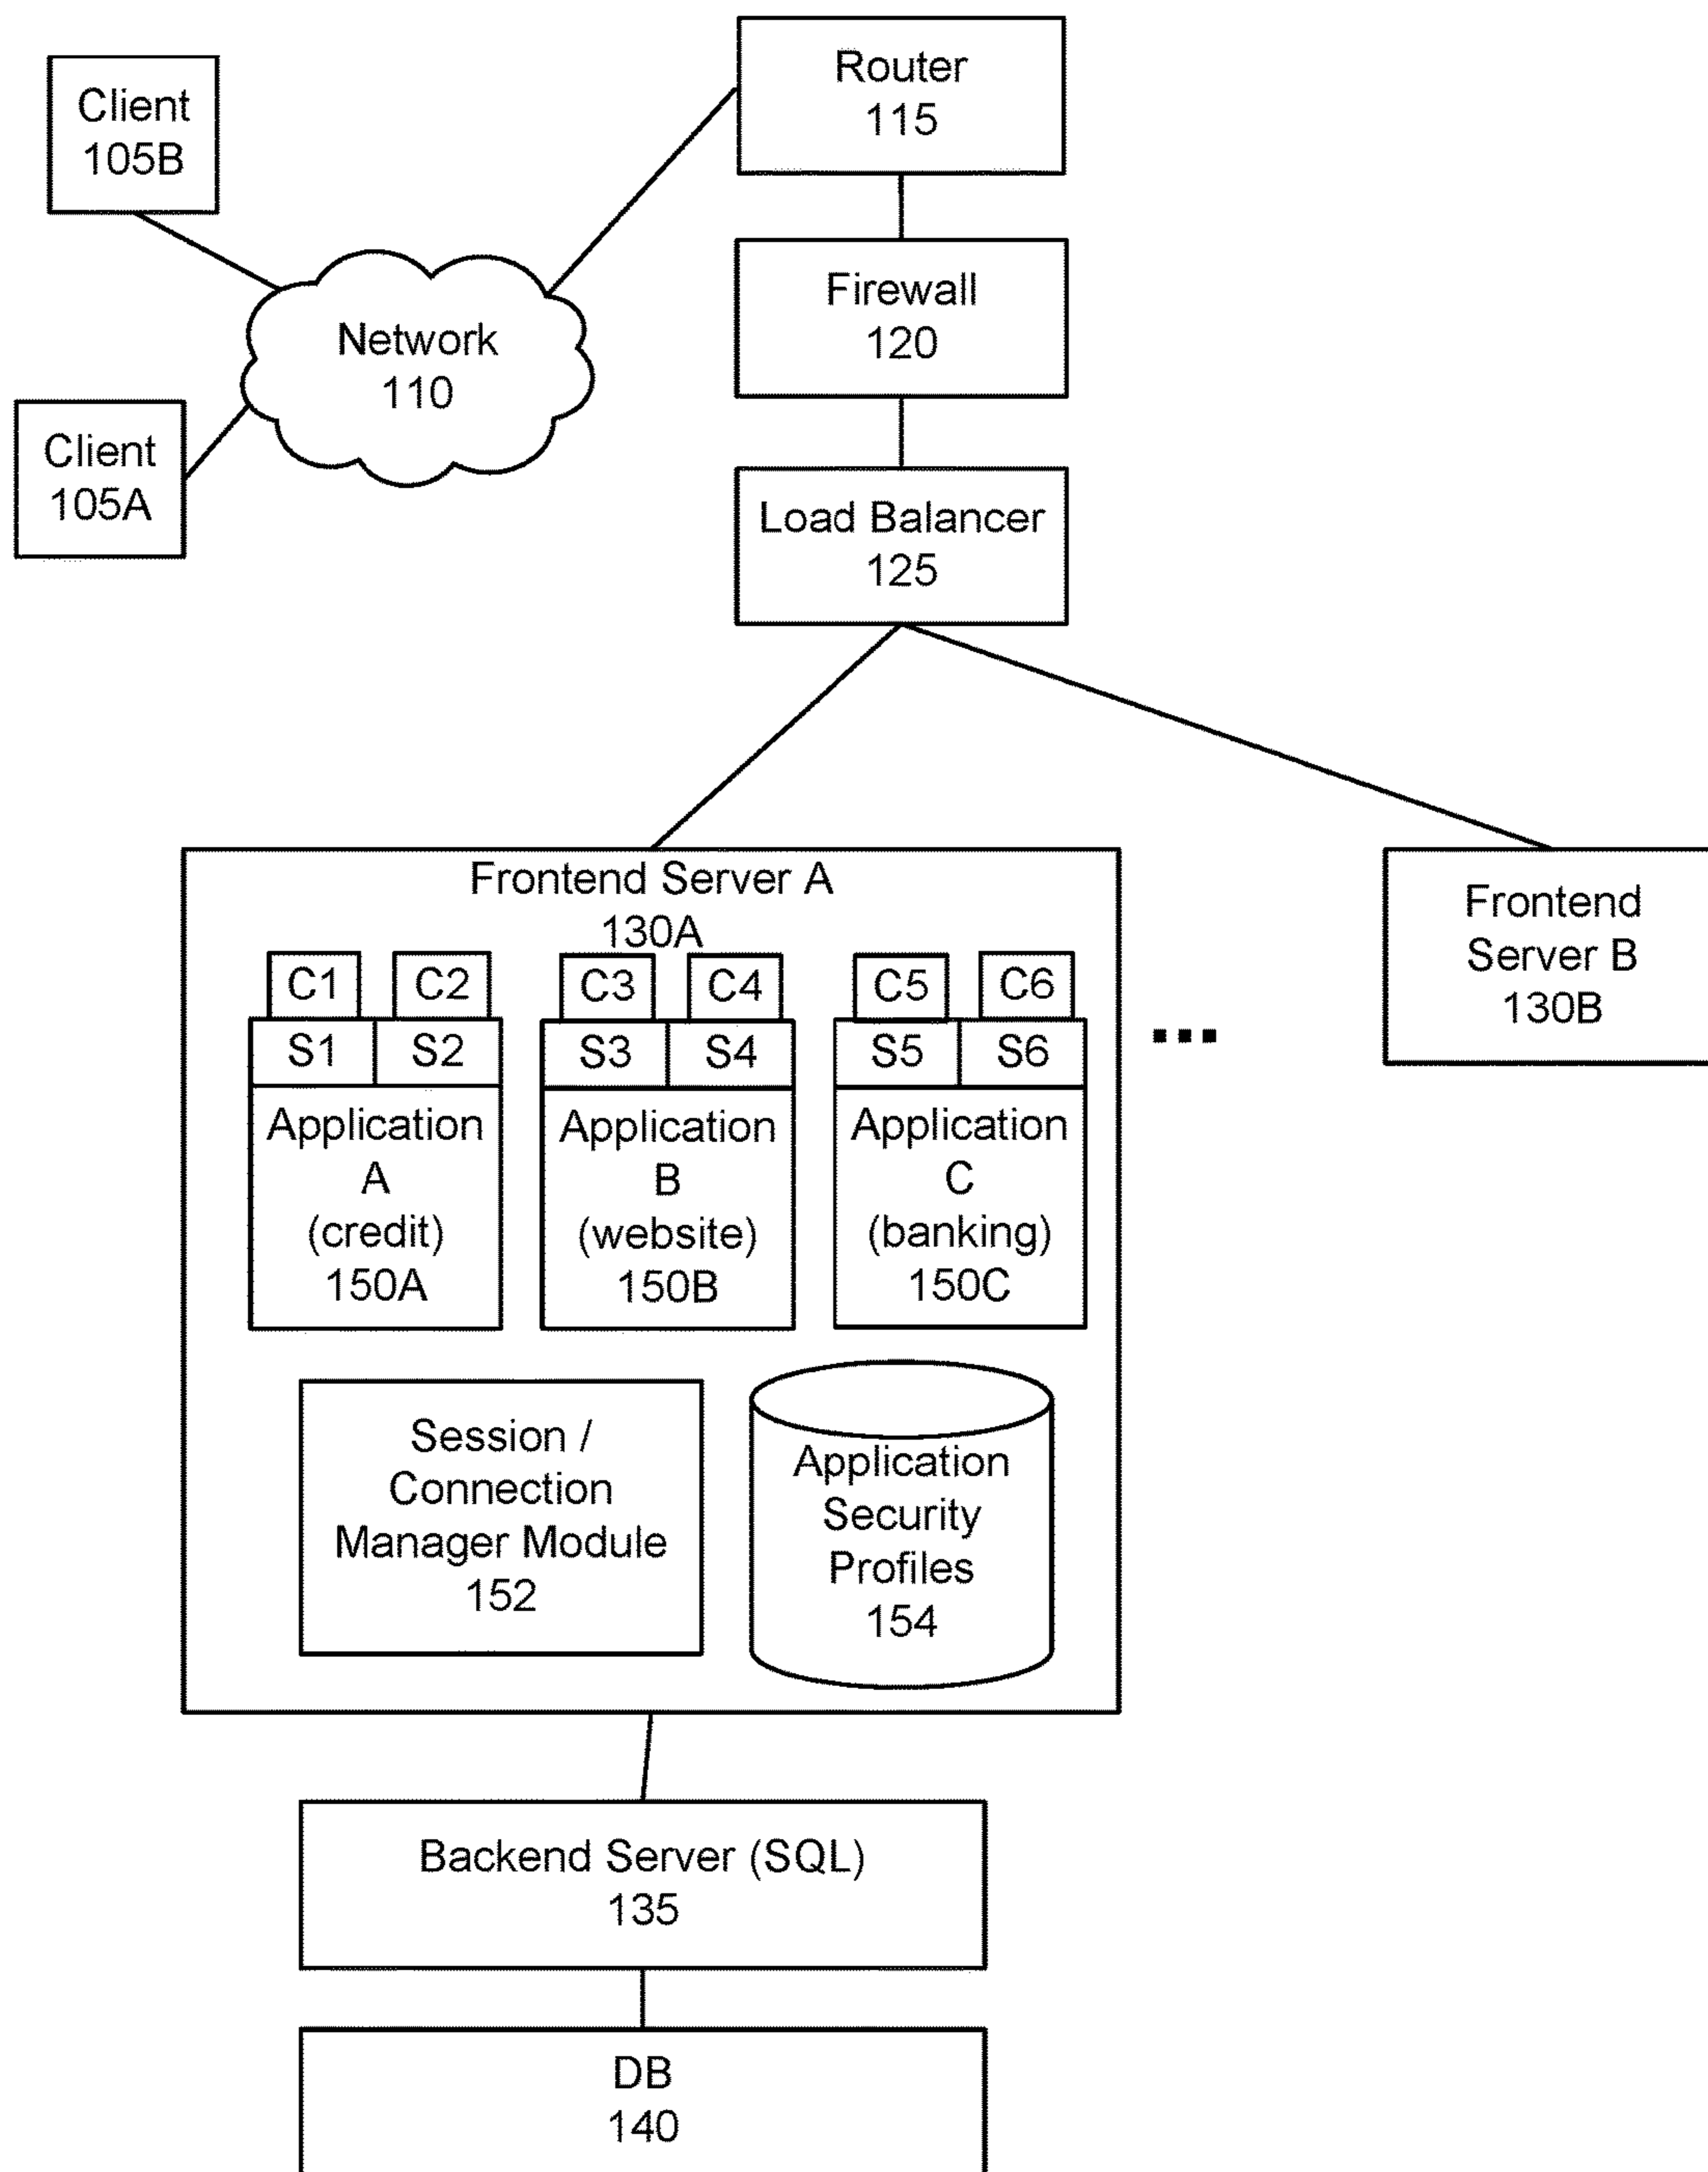 Router
115
Client
105B
Firewall
120
Network
110
Client
105A
Load Balancer
125
Frontend Server A
130A
Frontend
Server B
130B
C1 C2 C3 C4 C5 C6
S1 S2 S3 S4 S5 S6
...
Application
A
(credit)
150A
Application
B
(website)
150B
Application
C
(banking)
150C
Session /
Connection
Manager Module
152
Application
Security
Profiles
154
Backend Server (SQL)
135
DB
140